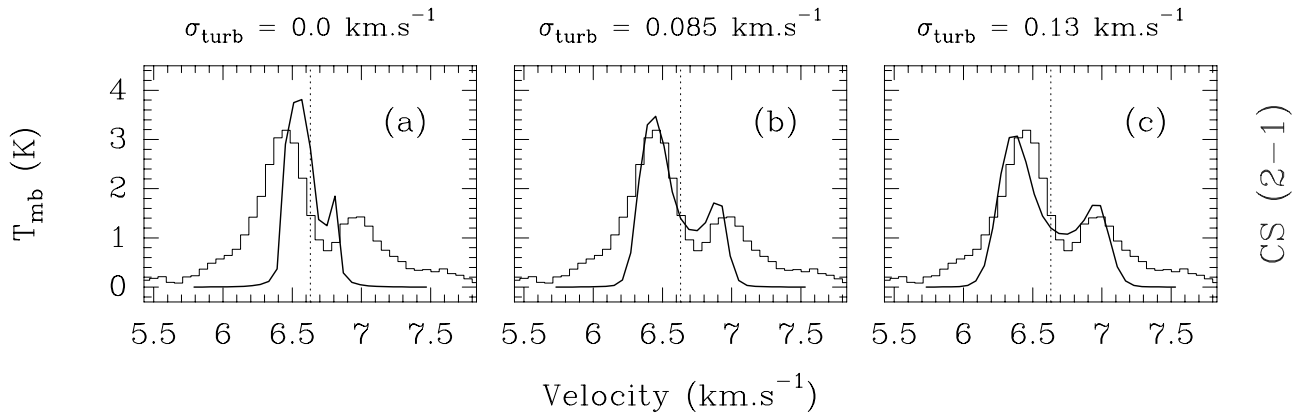 σturb = 0.0 km.s⁻¹ σturb = 0.085 km.s⁻¹ σturb = 0.13 km.s⁻¹
(a) (b) (c)
4
3
2
1
0
Tmb (K)
CS (2−1)
5.5 6 6.5 7 7.5 5.5 6 6.5 7 7.5 5.5 6 6.5 7 7.5
Velocity (km.s⁻¹)